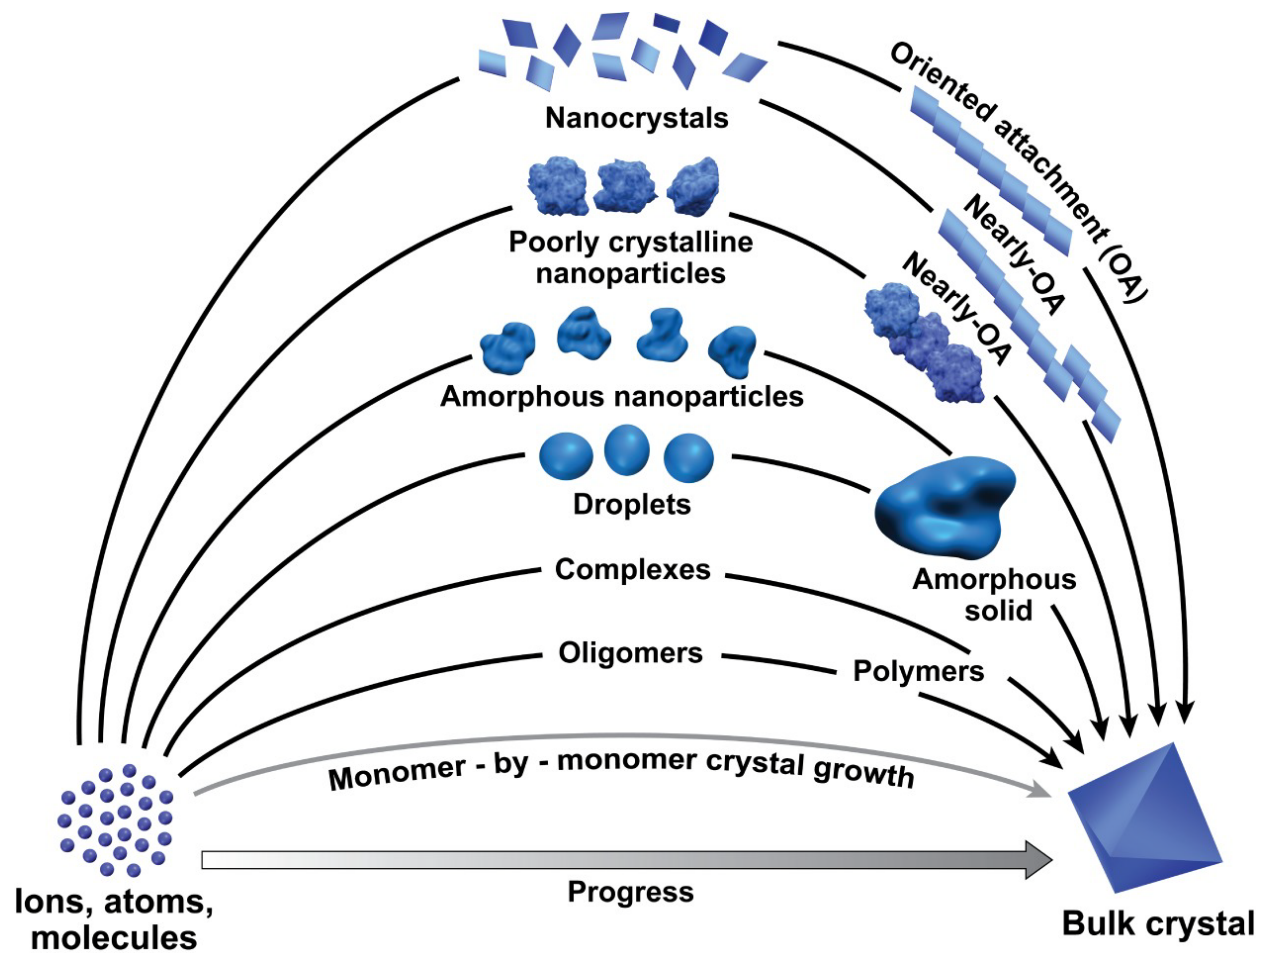 Nanocrystals
Oriented attachment (OA)
Poorly crystalline
nanoparticles
Nearly-OA
Nearly-OA
Amorphous nanoparticles
Droplets
Amorphous
solid
Complexes
Oligomers
Polymers
Monomer - by - monomer crystal growth
Progress
Ions, atoms,
molecules
Bulk crystal